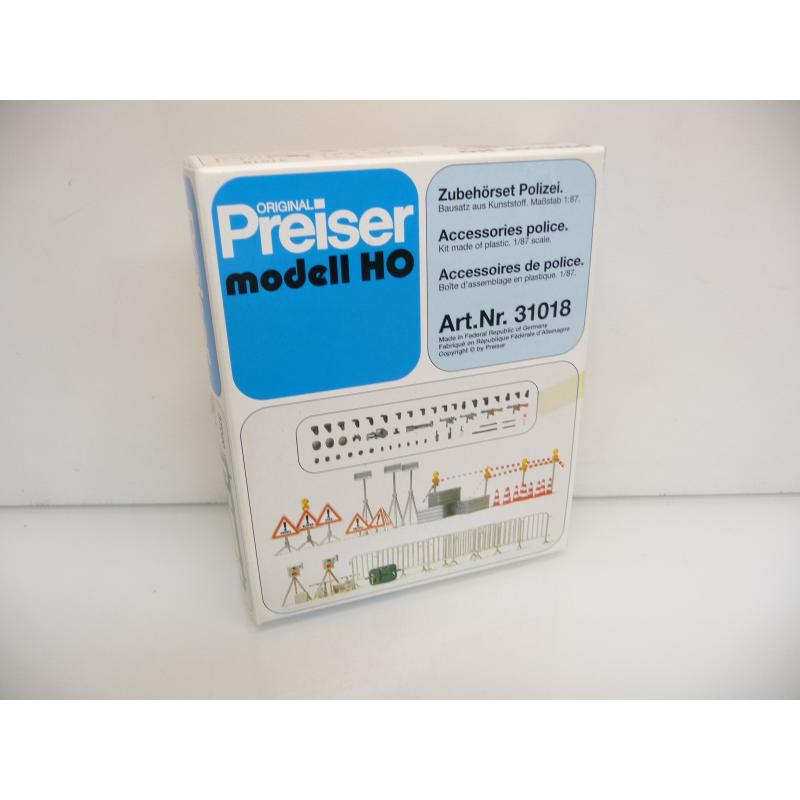 ORIGINAL
Preiser
modell HO
Zubehörset Polizei.
Bausatz aus Kunststoff. Maßstab 1:87.
Accessories police.
Kit made of plastic. 1/87 scale.
Accessoires de police.
Boîte d'assemblage en plastique. 1/87.
Art.Nr. 31018
Made in Federal Republic of Germany
Fabriqué en République Fédérale d'Allemagne
Copyright © by Preiser